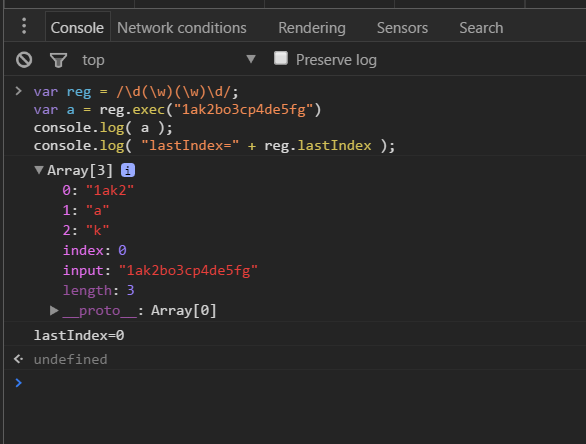 Console Network conditions Rendering Sensors Search
top Preserve log
> var reg = /\d(\w)(\w)\d/;
var a = reg.exec("1ak2bo3cp4de5fg")
console.log( a );
console.log( "lastIndex=" + reg.lastIndex );
▼Array[3] i
0: "1ak2"
1: "a"
2: "k"
index: 0
input: "1ak2bo3cp4de5fg"
length: 3
▶__proto__: Array[0]
lastIndex=0
undefined
>